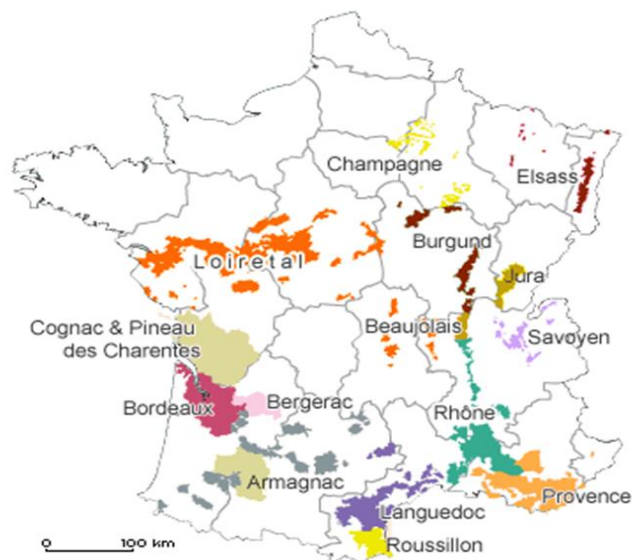 Champagne
Elsass
Burgund
Loiretal
Jura
Cognac & Pineau
des Charentes
Beaujolais
Savoyen
Bordeaux
Bergerac
Rhône
Armagnac
Languedoc
Provence
Roussillon
0 100 km